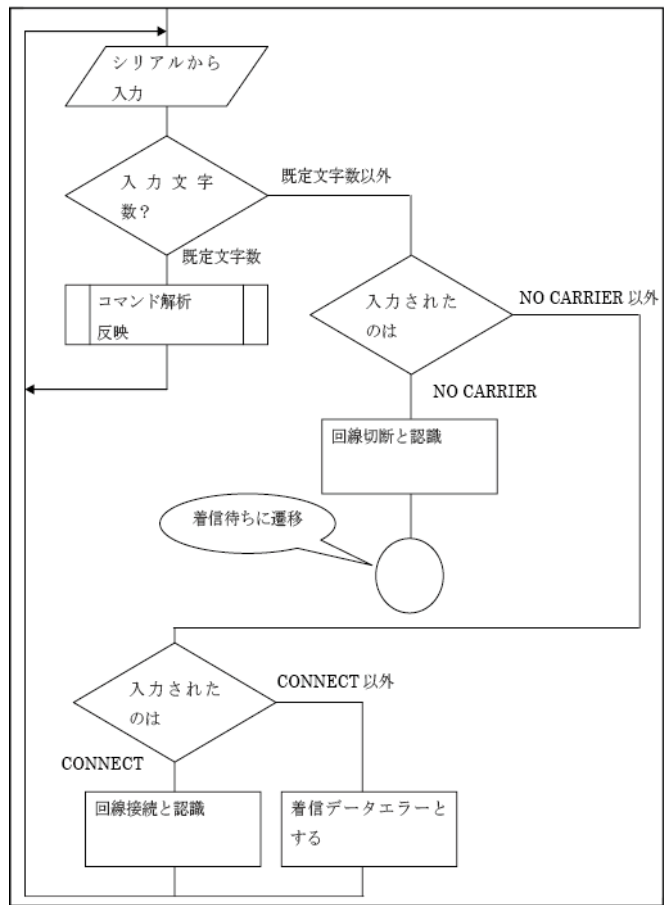 シリアルから
入力
入力文字
数？
既定文字数以外
既定文字数
コマンド解析
反映
入力された
のは
NO CARRIER 以外
NO CARRIER
回線切断と認識
着信待ちに遷移
入力された
のは
CONNECT 以外
CONNECT
回線接続と認識
着信データエラーと
する